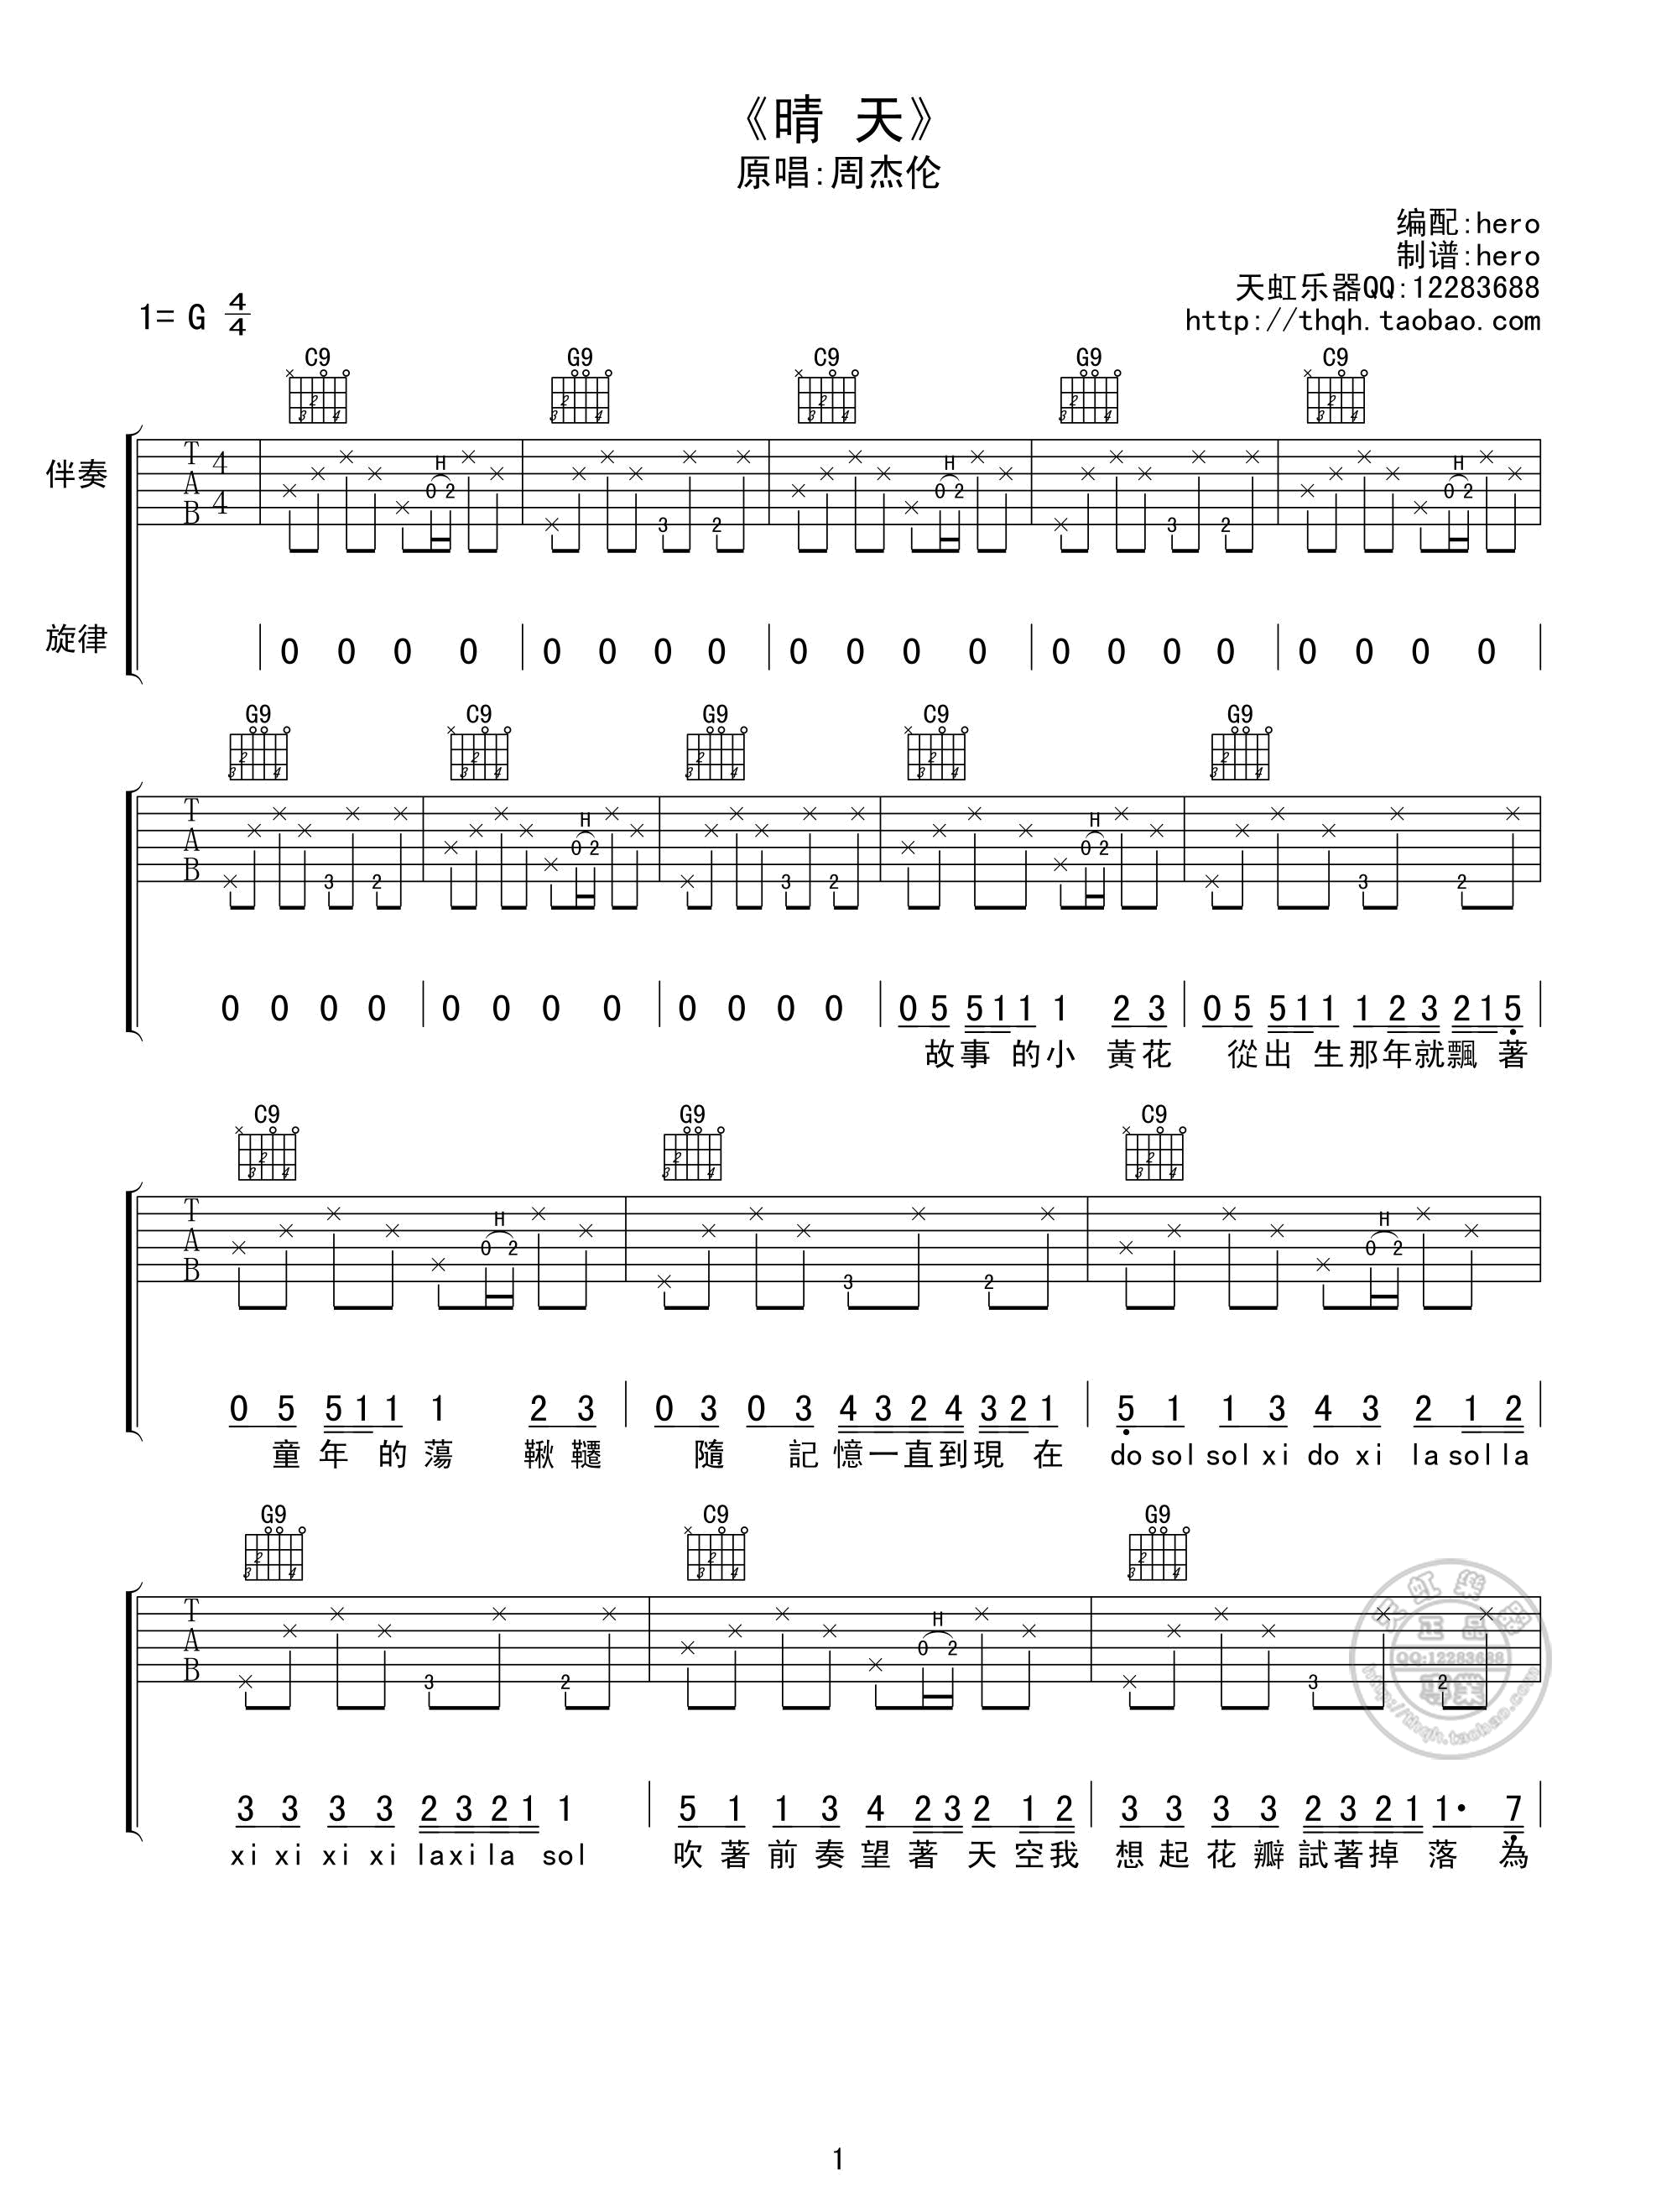 《晴 天》
原唱:周杰伦
编配:hero
制谱:hero
天虹乐器QQ:12283688
http://thqh.taobao.com
1= G 4/4
C9 G9 C9 G9 C9
伴奏 T A B 4 4
H H H
0 2 3 2 0 2 3 2 0 2
旋律 0 0 0 0 0 0 0 0 0 0 0 0 0 0 0 0 0 0 0 0
G9 C9 G9 C9 G9
T A B
H H
3 2 0 2 3 2 0 2 3 2
0 0 0 0 0 0 0 0 0 0 0 0 0 5 5 1 1 1 2 3 0 5 5 1 1 1 2 3 2 1 5
故事 的小 黃花 從出 生那年就飄 著
C9 G9 C9
T A B
H H
0 2 3 2 0 2
0 5 5 1 1 1 2 3 0 3 0 3 4 3 2 4 3 2 1 5 1 1 3 4 3 2 1 2
童 年 的 蕩 鞦 韆 隨 記 憶一直到現 在 do sol sol xi do xi la sol la
G9 C9 G9
T A B
H
3 2 0 2 3 2
3 3 3 3 2 3 2 1 1 5 1 1 3 4 2 3 2 1 2 3 3 3 3 2 3 2 1 1· 7
xi xi xi xi la xi la sol 吹 著 前 奏 望 著 天 空我 想 起 花 瓣 試著掉 落 為
天虹樂器
正品
QQ:12283688
專業
http://thqh.taobao.com
1